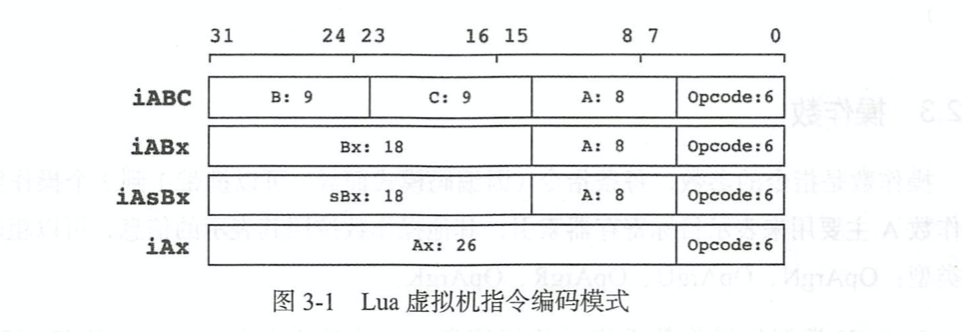 31 24 23 16 15 8 7 0
iABC B: 9 C: 9 A: 8 Opcode:6
iABx Bx: 18 A: 8 Opcode:6
iAsBx sBx: 18 A: 8 Opcode:6
iAx Ax: 26 Opcode:6
图 3-1 Lua 虚拟机指令编码模式